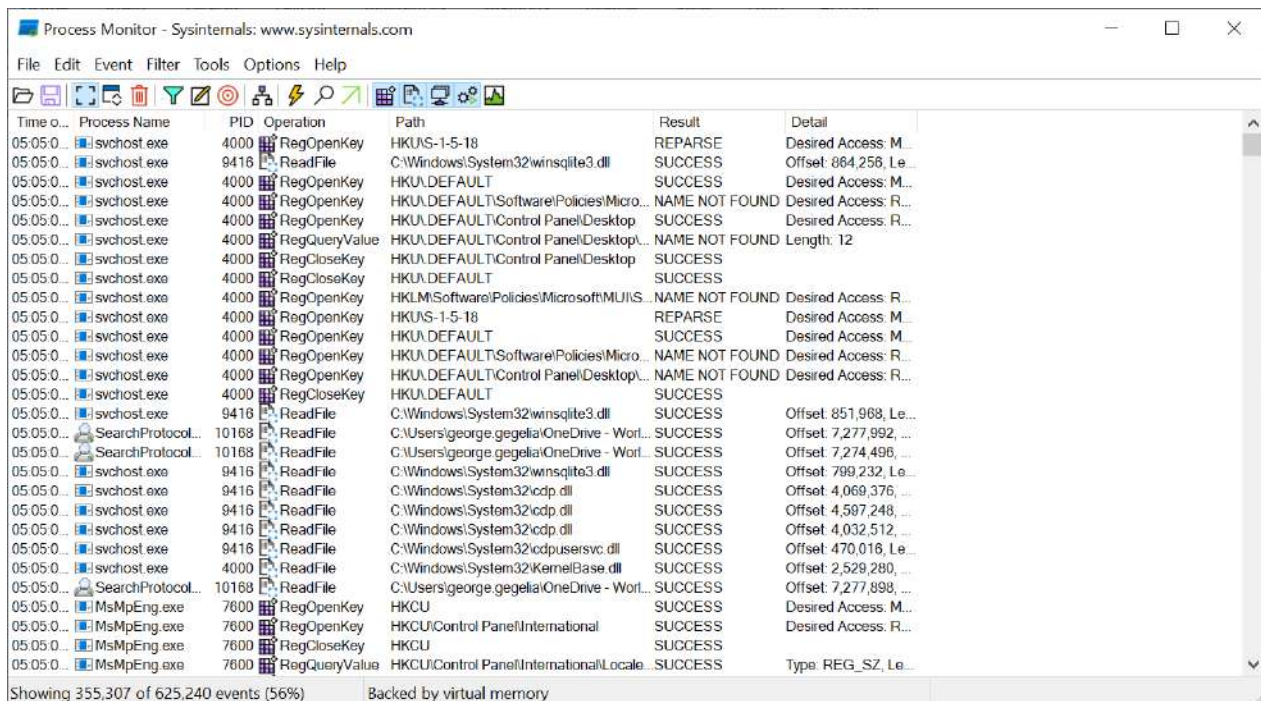 Process Monitor - Sysinternals: www.sysinternals.com
File Edit Event Filter Tools Options Help
Time o... Process Name PID Operation Path Result Detail
05:05:0... svchost.exe 4000 RegOpenKey HKU\S-1-5-18 REPARSE Desired Access: M...
05:05:0... svchost.exe 9416 ReadFile C:\Windows\System32\winsqlite3.dll SUCCESS Offset: 864,256, Le...
05:05:0... svchost.exe 4000 RegOpenKey HKU\.DEFAULT SUCCESS Desired Access: M...
05:05:0... svchost.exe 4000 RegOpenKey HKU\.DEFAULT\Software\Policies\Micro... NAME NOT FOUND Desired Access: R...
05:05:0... svchost.exe 4000 RegOpenKey HKU\.DEFAULT\Control Panel\Desktop SUCCESS Desired Access: R...
05:05:0... svchost.exe 4000 RegQueryValue HKU\.DEFAULT\Control Panel\Desktop\... NAME NOT FOUND Length: 12
05:05:0... svchost.exe 4000 RegCloseKey HKU\.DEFAULT\Control Panel\Desktop SUCCESS
05:05:0... svchost.exe 4000 RegCloseKey HKU\.DEFAULT SUCCESS
05:05:0... svchost.exe 4000 RegOpenKey HKLM\Software\Policies\Microsoft\MUI\S... NAME NOT FOUND Desired Access: R...
05:05:0... svchost.exe 4000 RegOpenKey HKU\S-1-5-18 REPARSE Desired Access: M...
05:05:0... svchost.exe 4000 RegOpenKey HKU\.DEFAULT SUCCESS Desired Access: M...
05:05:0... svchost.exe 4000 RegOpenKey HKU\.DEFAULT\Software\Policies\Micro... NAME NOT FOUND Desired Access: R...
05:05:0... svchost.exe 4000 RegOpenKey HKU\.DEFAULT\Control Panel\Desktop\... NAME NOT FOUND Desired Access: R...
05:05:0... svchost.exe 4000 RegCloseKey HKU\.DEFAULT SUCCESS
05:05:0... svchost.exe 9416 ReadFile C:\Windows\System32\winsqlite3.dll SUCCESS Offset: 851,968, Le...
05:05:0... SearchProtocol... 10168 ReadFile C:\Users\george.gegelia\OneDrive - Worl... SUCCESS Offset: 7,277,992, ...
05:05:0... SearchProtocol... 10168 ReadFile C:\Users\george.gegelia\OneDrive - Worl... SUCCESS Offset: 7,274,496, ...
05:05:0... svchost.exe 9416 ReadFile C:\Windows\System32\winsqlite3.dll SUCCESS Offset: 799,232, Le...
05:05:0... svchost.exe 9416 ReadFile C:\Windows\System32\cdp.dll SUCCESS Offset: 4,069,376, ...
05:05:0... svchost.exe 9416 ReadFile C:\Windows\System32\cdp.dll SUCCESS Offset: 4,597,248, ...
05:05:0... svchost.exe 9416 ReadFile C:\Windows\System32\cdp.dll SUCCESS Offset: 4,032,512, ...
05:05:0... svchost.exe 9416 ReadFile C:\Windows\System32\cdpusersvc.dll SUCCESS Offset: 470,016, Le...
05:05:0... svchost.exe 4000 ReadFile C:\Windows\System32\KernelBase.dll SUCCESS Offset: 2,529,280, ...
05:05:0... SearchProtocol... 10168 ReadFile C:\Users\george.gegelia\OneDrive - Worl... SUCCESS Offset: 7,277,898, ...
05:05:0... MsMpEng.exe 7600 RegOpenKey HKCU SUCCESS Desired Access: M...
05:05:0... MsMpEng.exe 7600 RegOpenKey HKCU\Control Panel\International SUCCESS Desired Access: R...
05:05:0... MsMpEng.exe 7600 RegCloseKey HKCU SUCCESS
05:05:0... MsMpEng.exe 7600 RegQueryValue HKCU\Control Panel\International\Locale... SUCCESS Type: REG_SZ, Le...
Showing 355,307 of 625,240 events (56%) Backed by virtual memory